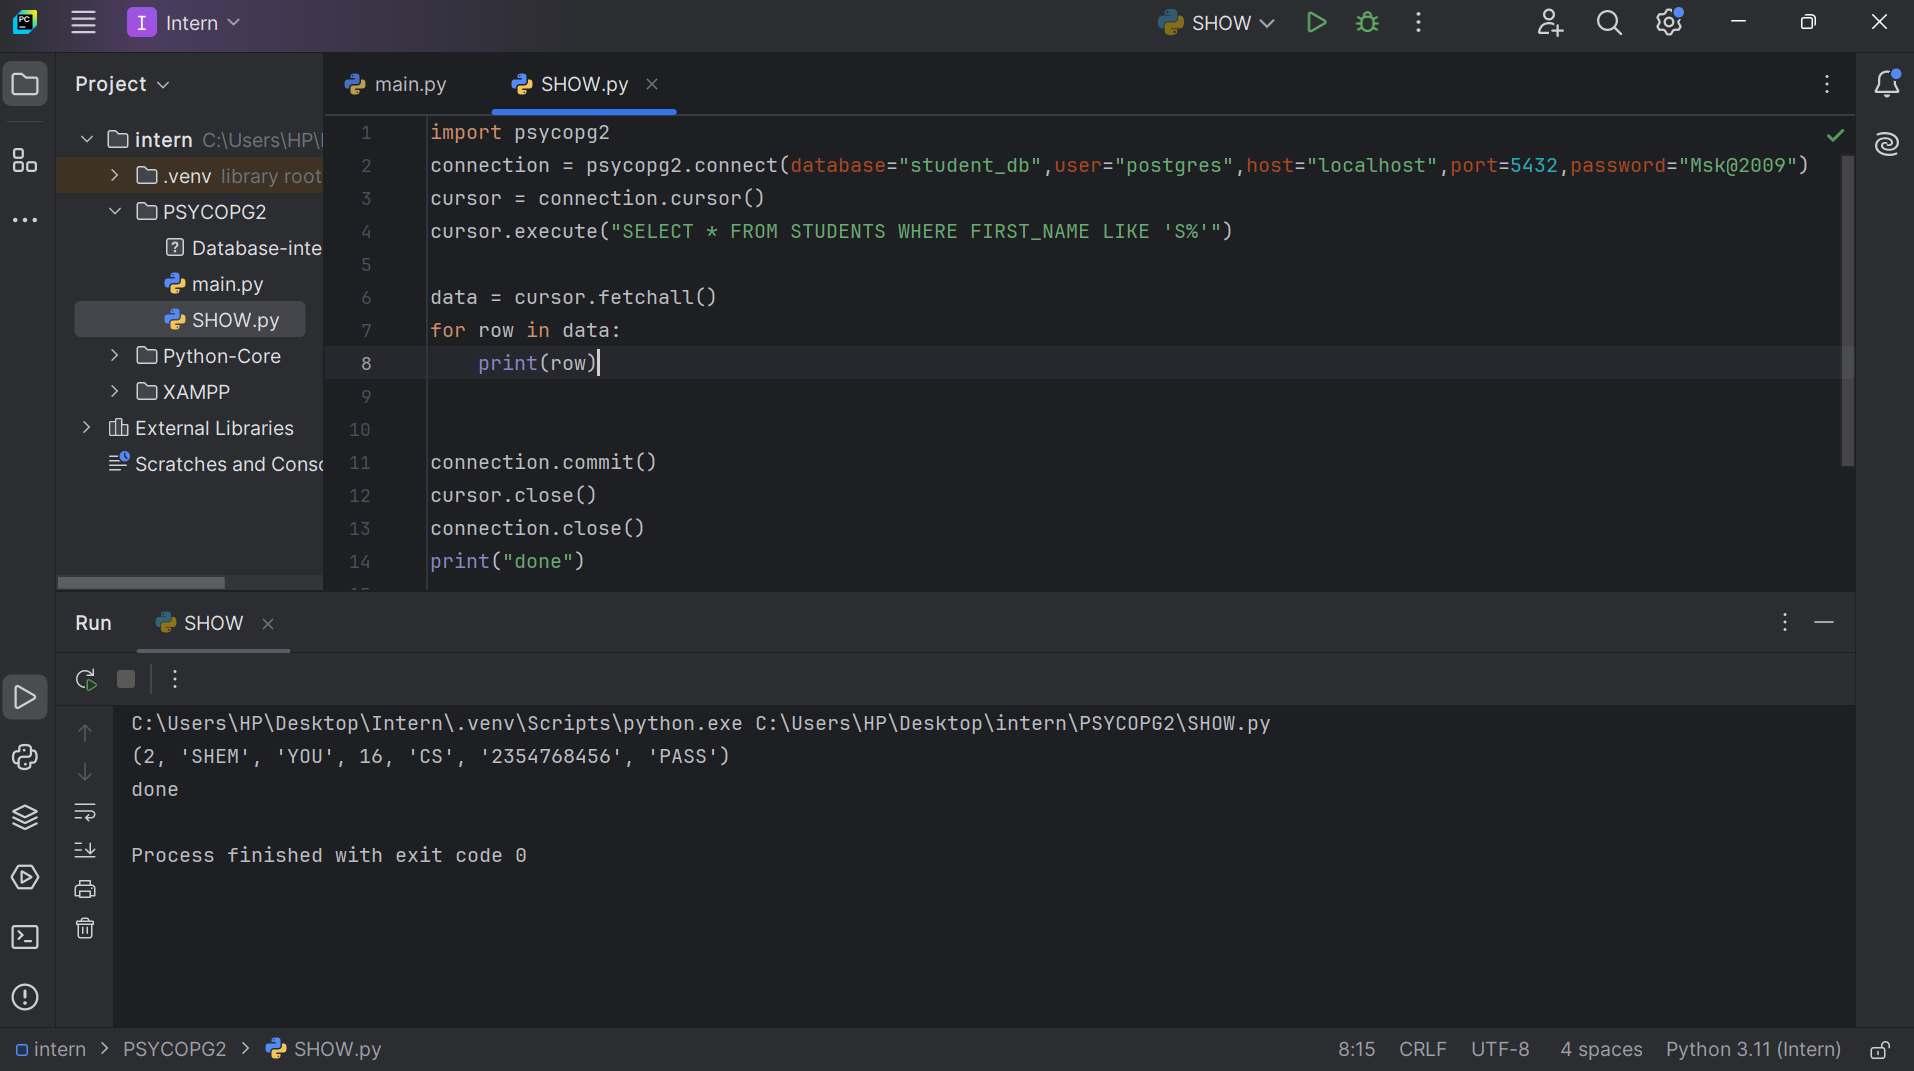 PC
I Intern
SHOW
Project
main.py
SHOW.py
intern C:\Users\HP\
.venv library root
PSYCOPG2
Database-inte
main.py
SHOW.py
Python-Core
XAMPP
External Libraries
Scratches and Conso
1 import psycopg2
2 connection = psycopg2.connect(database="student_db",user="postgres",host="localhost",port=5432,password="Msk@2009")
3 cursor = connection.cursor()
4 cursor.execute("SELECT * FROM STUDENTS WHERE FIRST_NAME LIKE 'S%'")
5
6 data = cursor.fetchall()
7 for row in data:
8     print(row)
9
10
11 connection.commit()
12 cursor.close()
13 connection.close()
14 print("done")
Run SHOW
C:\Users\HP\Desktop\Intern\.venv\Scripts\python.exe C:\Users\HP\Desktop\intern\PSYCOPG2\SHOW.py
(2, 'SHEM', 'YOU', 16, 'CS', '2354768456', 'PASS')
done
Process finished with exit code 0
intern > PSYCOPG2 > SHOW.py 8:15 CRLF UTF-8 4 spaces Python 3.11 (Intern)